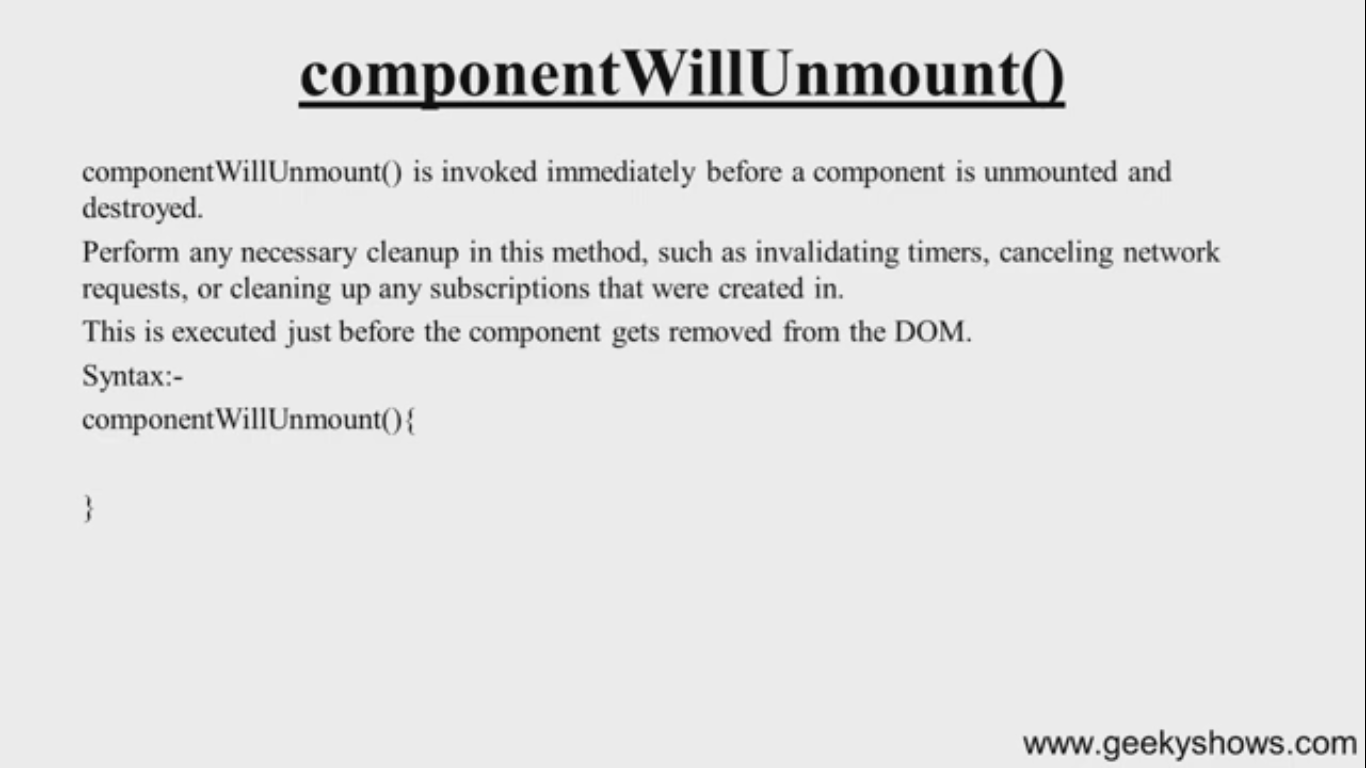 componentWillUnmount()
componentWillUnmount() is invoked immediately before a component is unmounted and
destroyed.
Perform any necessary cleanup in this method, such as invalidating timers, canceling network
requests, or cleaning up any subscriptions that were created in.
This is executed just before the component gets removed from the DOM.
Syntax:-
componentWillUnmount(){
}
www.geekyshows.com